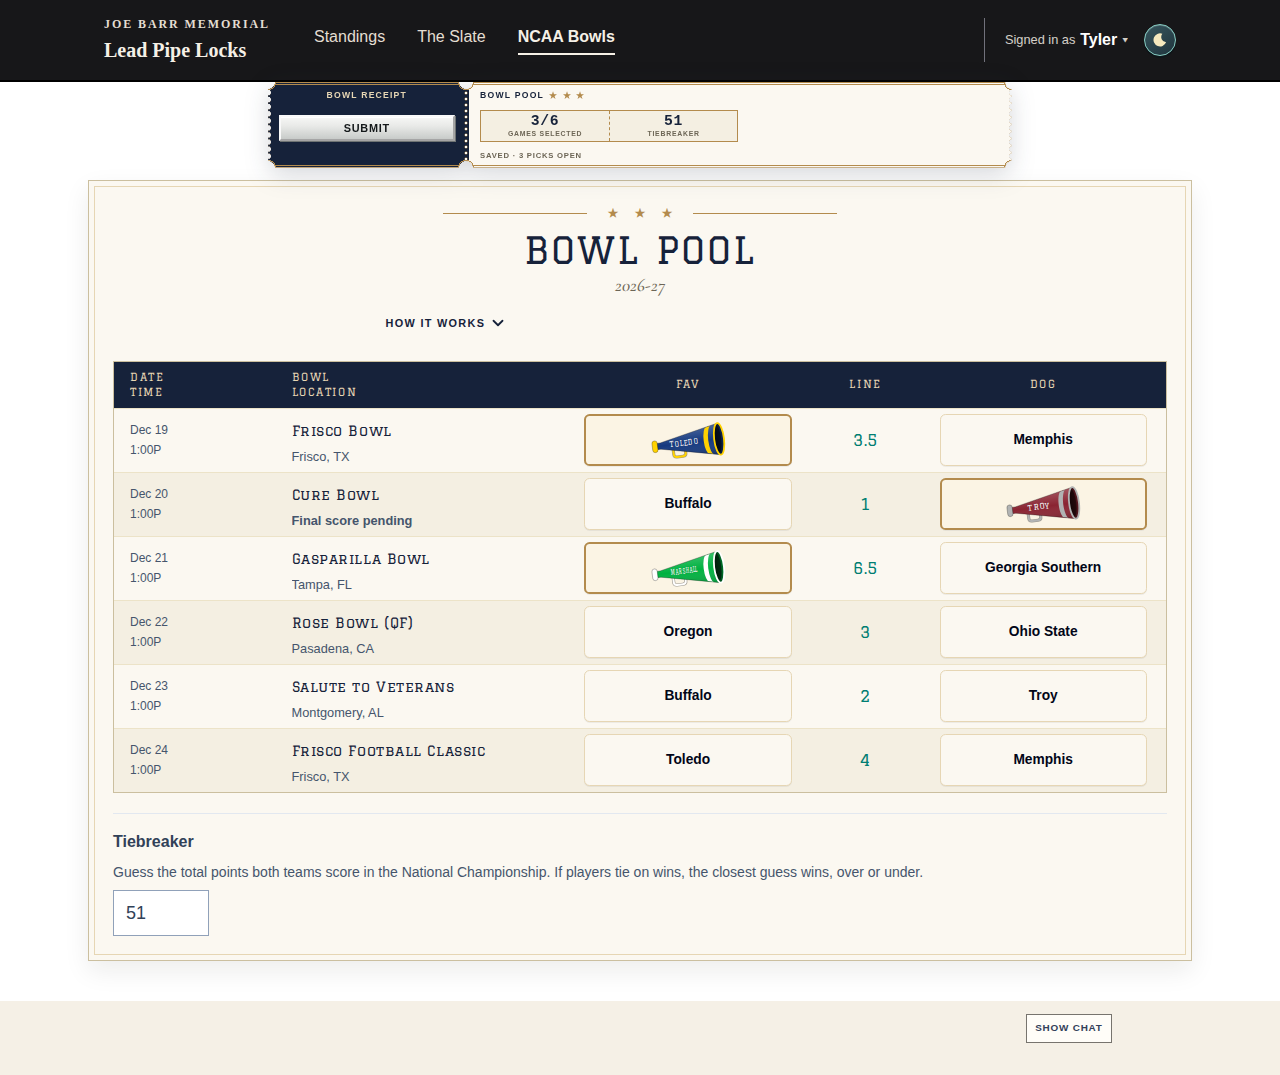 JOE BARR MEMORIAL
Lead Pipe Locks
Standings
The Slate
NCAA Bowls
Signed in as Tyler ▾
BOWL RECEIPT
SUBMIT
BOWL POOL ★ ★ ★
3/6
GAMES SELECTED
51
TIEBREAKER
SAVED · 3 PICKS OPEN
★ ★ ★
BOWL POOL
2026-27
HOW IT WORKS
DATE
TIME
BOWL
LOCATION
FAV
LINE
DOG
Dec 19
1:00P
Frisco Bowl
Frisco, TX
TOLEDO
3.5
Memphis
Dec 20
1:00P
Cure Bowl
Final score pending
Buffalo
1
TROY
Dec 21
1:00P
Gasparilla Bowl
Tampa, FL
MARSHALL
6.5
Georgia Southern
Dec 22
1:00P
Rose Bowl (QF)
Pasadena, CA
Oregon
3
Ohio State
Dec 23
1:00P
Salute to Veterans
Montgomery, AL
Buffalo
2
Troy
Dec 24
1:00P
Frisco Football Classic
Frisco, TX
Toledo
4
Memphis
Tiebreaker
Guess the total points both teams score in the National Championship. If players tie on wins, the closest guess wins, over or under.
51
SHOW CHAT